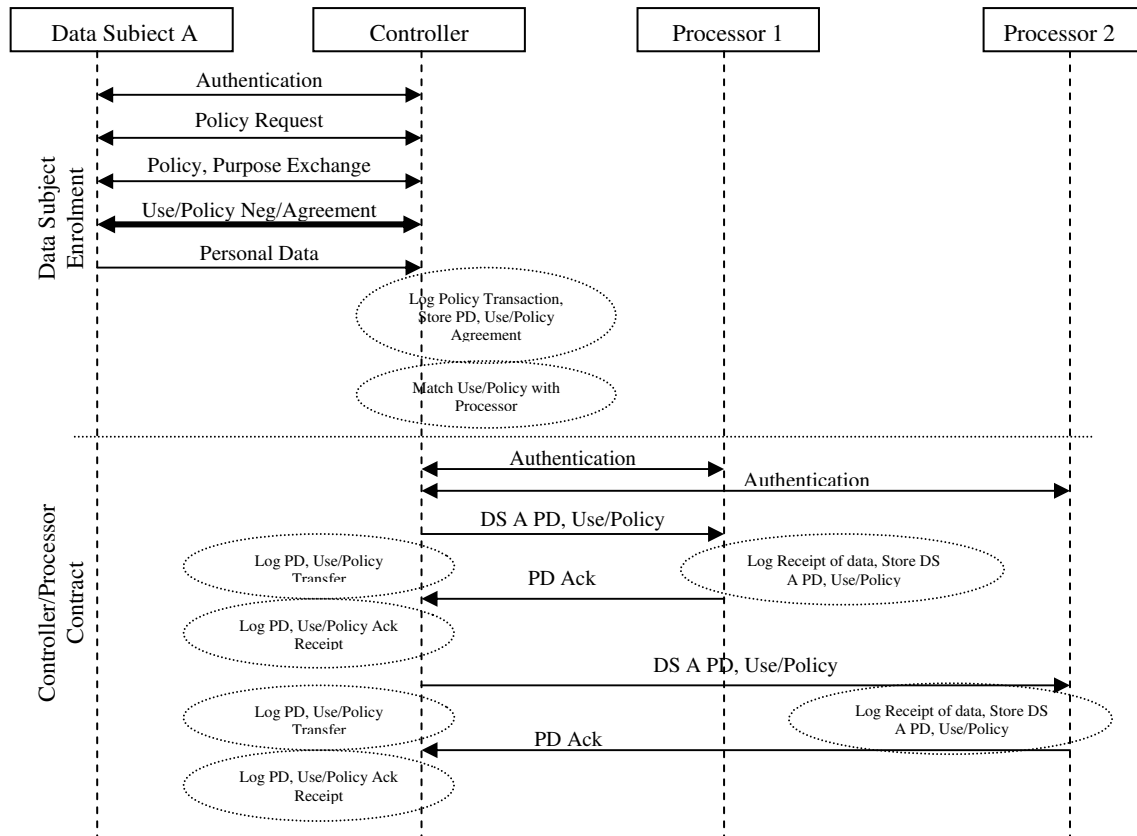 Data Subject A
Controller
Processor 1
Processor 2
Data Subject
Enrolment
Authentication
Policy Request
Policy, Purpose Exchange
Use/Policy Neg/Agreement
Personal Data
Log Policy Transaction,
Store PD, Use/Policy
Agreement
Match Use/Policy with
Processor
Controller/Processor
Contract
Authentication
Authentication
DS A PD, Use/Policy
Log PD, Use/Policy
Transfer
Log Receipt of data, Store DS
A PD, Use/Policy
PD Ack
Log PD, Use/Policy Ack
Receipt
DS A PD, Use/Policy
Log PD, Use/Policy
Transfer
Log Receipt of data, Store DS
A PD, Use/Policy
PD Ack
Log PD, Use/Policy Ack
Receipt